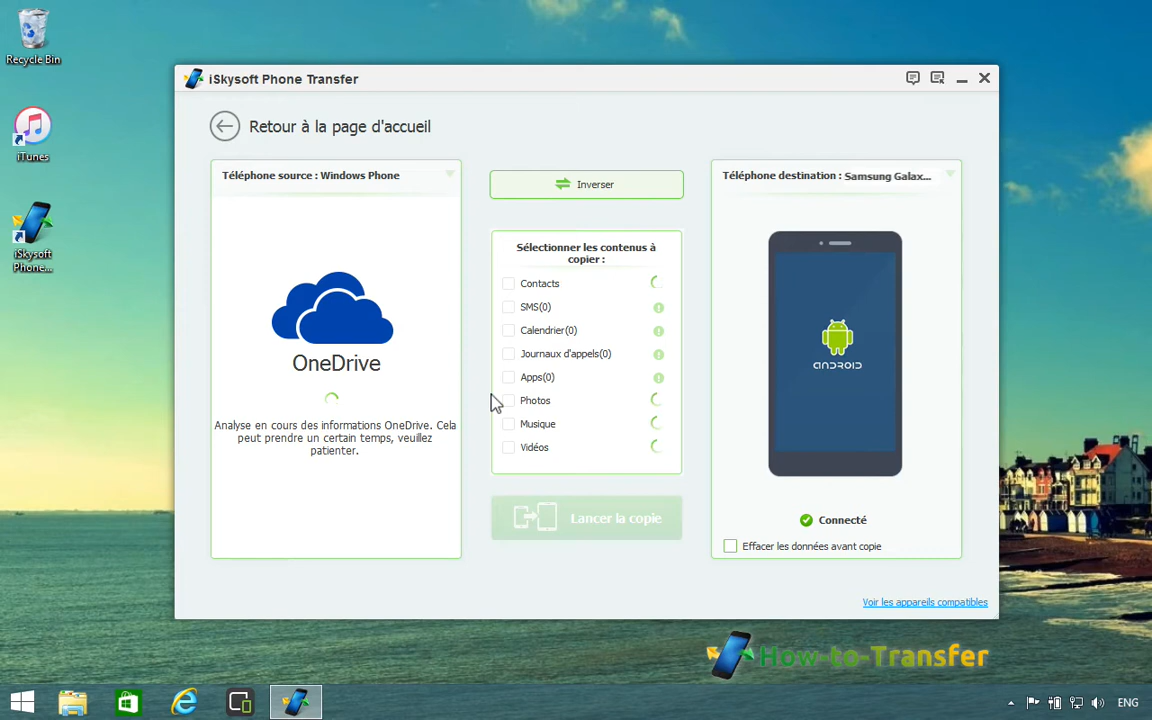 Recycle Bin
iTunes
iSkysoft
Phone...
iSkysoft Phone Transfer
Retour à la page d'accueil
Téléphone source : Windows Phone
OneDrive
Analyse en cours des informations OneDrive. Cela
peut prendre un certain temps, veuillez
patienter.
Inverser
Sélectionner les contenus à
copier :
Contacts
SMS(0)
Calendrier(0)
Journaux d'appels(0)
Apps(0)
Photos
Musique
Vidéos
Lancer la copie
Téléphone destination : Samsung Galax...
ANDROID
Connecté
Effacer les données avant copie
Voir les appareils compatibles
How-to-Transfer
ENG